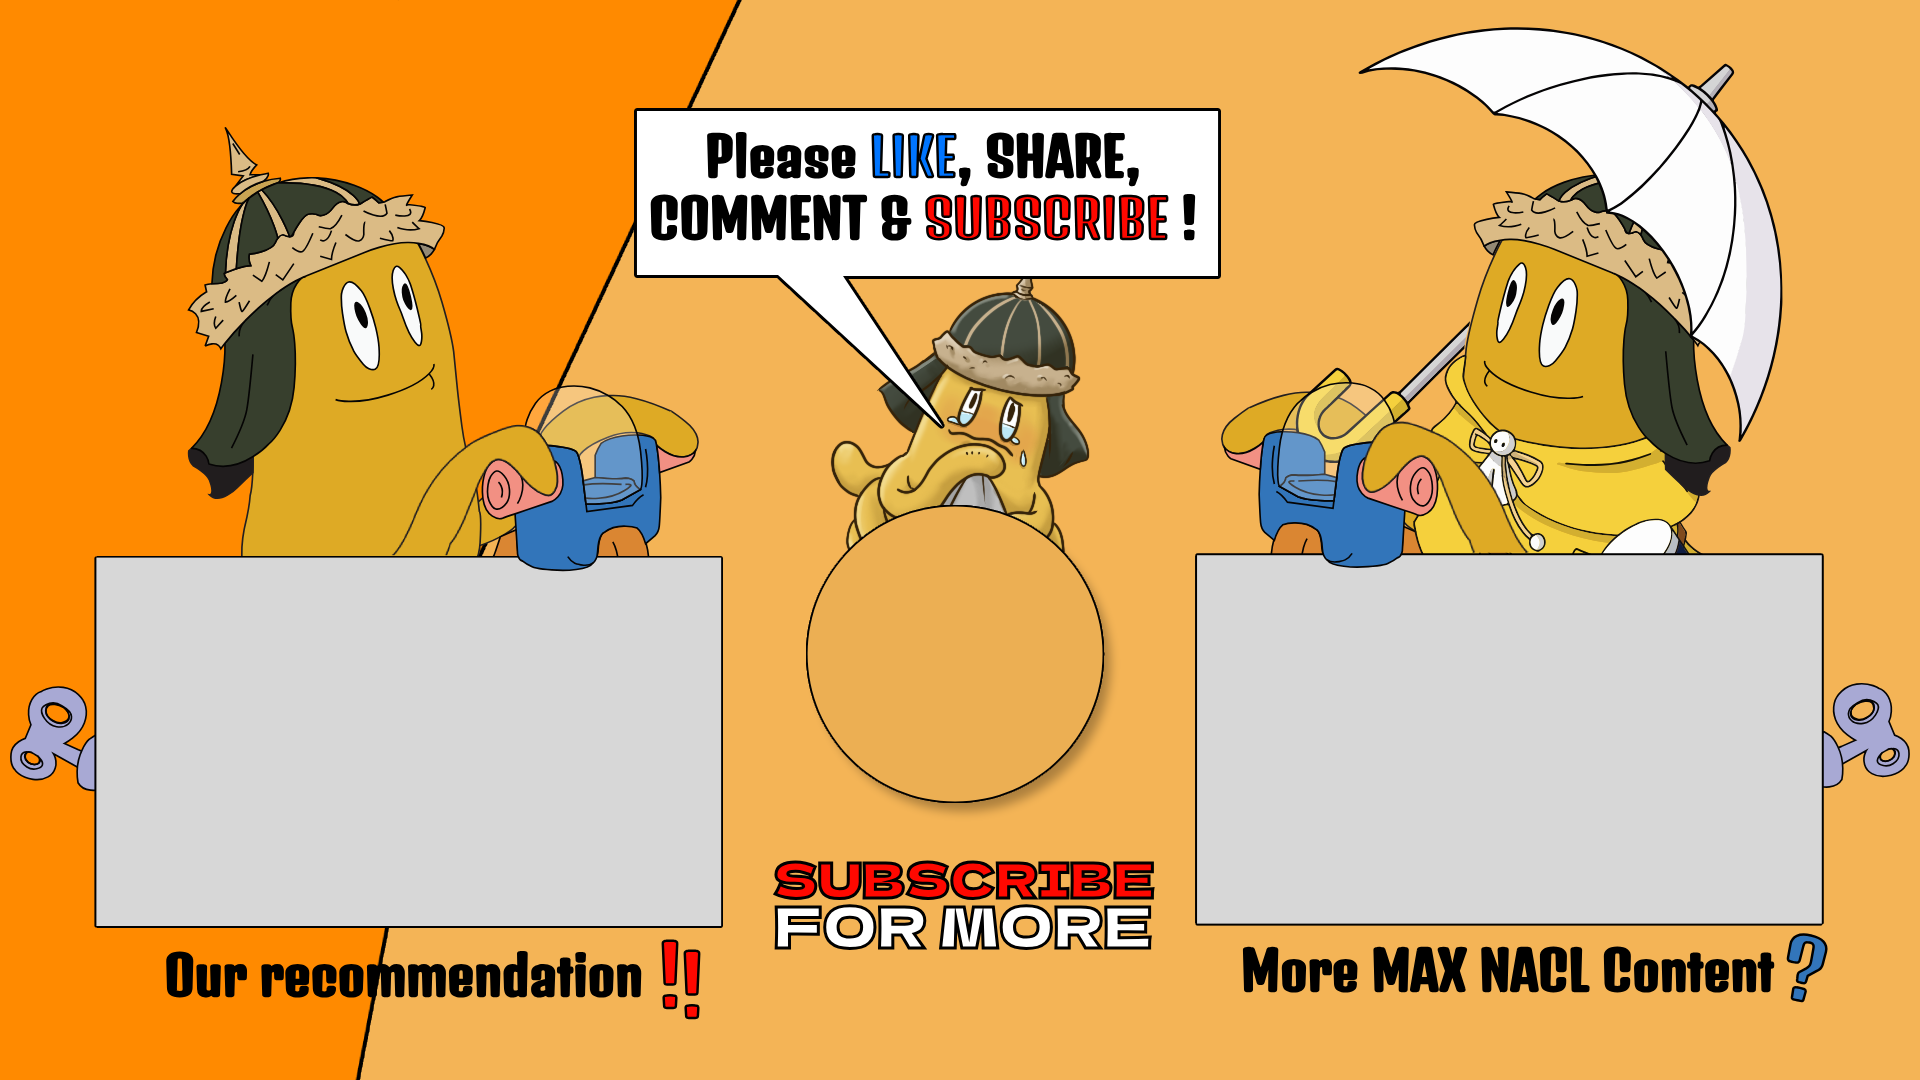 Please LIKE, SHARE,
COMMENT & SUBSCRIBE !
SUBSCRIBE
FOR MORE
Our recommendation !!
More MAX NACL Content ?